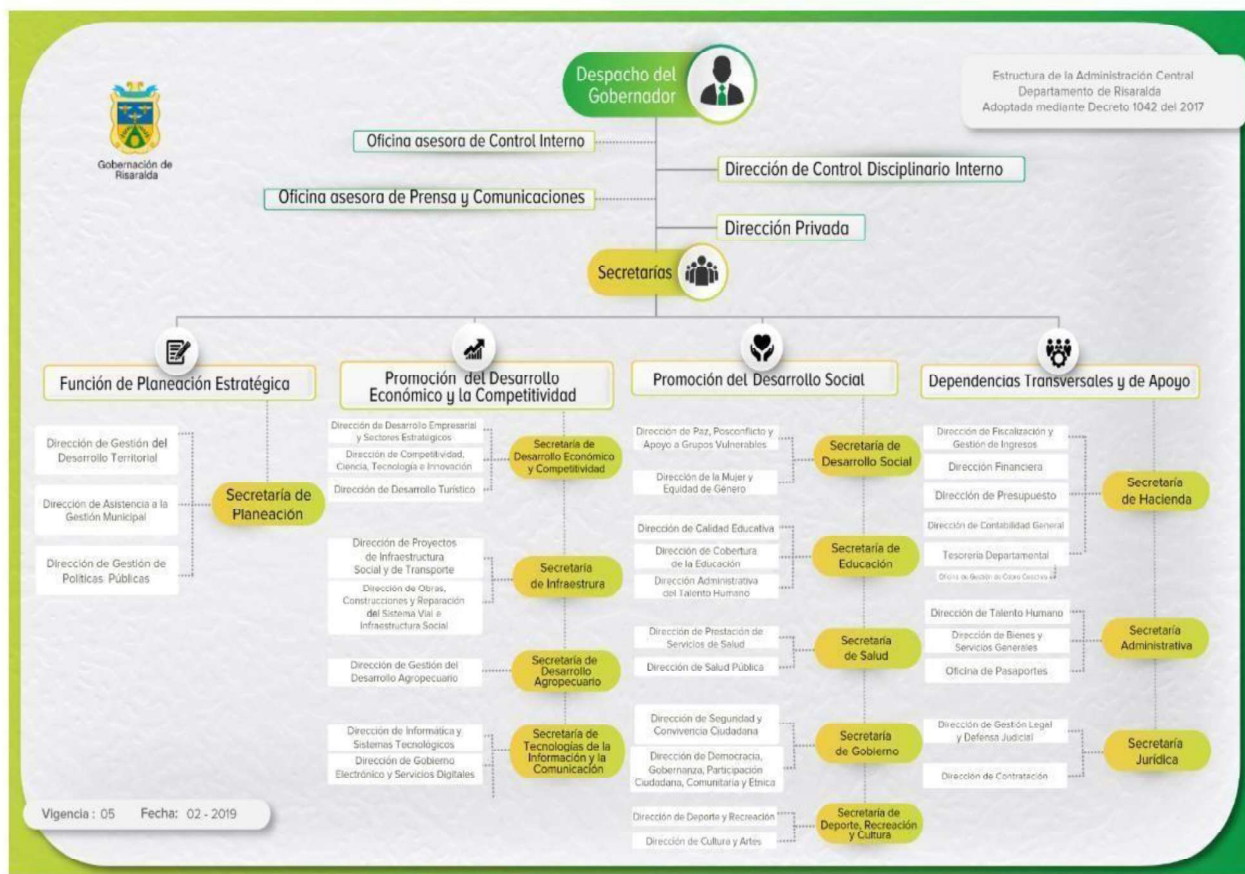 Despacho del
Gobernador
Estructura de la Administración Central
Departamento de Risaralda
Adoptada mediante Decreto 1042 del 2017
Gobernación de
Risaralda
Oficina asesora de Control Interno
Dirección de Control Disciplinario Interno
Oficina asesora de Prensa y Comunicaciones
Dirección Privada
Secretarías
Función de Planeación Estratégica
Dirección de Gestión del
Desarrollo Territorial
Dirección de Asistencia a la
Gestión Municipal
Dirección de Gestión de
Políticas Públicas
Secretaría de
Planeación
Promoción del Desarrollo
Económico y la Competitividad
Dirección de Desarrollo Empresarial
y Sectores Estratégicos
Dirección de Competitividad,
Ciencia, Tecnología e Innovación
Dirección de Desarrollo Turístico
Secretaría de
Desarrollo Económico
y Competitividad
Dirección de Proyectos
de Infraestructura
Social y de Transporte
Dirección de Obras,
Construcciones y Reparación
del Sistema Vial e
Infraestructura Social
Secretaría
de Infraestrura
Dirección de Gestión del
Desarrollo Agropecuario
Secretaría de
Desarrollo
Agropecuario
Dirección de Informática y
Sistemas Tecnológicos
Dirección de Gobierno
Electrónico y Servicios Digitales
Secretaría de
Tecnologías de la
Información y la
Comunicación
Promoción del Desarrollo Social
Dirección de Paz, Posconflicto y
Apoyo a Grupos Vulnerables
Dirección de la Mujer y
Equidad de Género
Secretaría de
Desarrollo Social
Dirección de Calidad Educativa
Dirección de Cobertura
de la Educación
Dirección Administrativa
del Talento Humano
Secretaría de
Educación
Dirección de Prestación de
Servicios de Salud
Dirección de Salud Pública
Secretaría
de Salud
Dirección de Seguridad y
Convivencia Ciudadana
Dirección de Democracia,
Gobernanza, Participación
Ciudadana, Comunitaria y Etnica
Secretaría
de Gobierno
Dirección de Deporte y Recreación
Dirección de Cultura y Artes
Secretaría de
Deporte, Recreación
y Cultura
Dependencias Transversales y de Apoyo
Dirección de Fiscalización y
Gestión de Ingresos
Dirección Financiera
Dirección de Presupuesto
Dirección de Contabilidad General
Tesorería Departamental
Oficina de Gestión de Cobro Coactivo
Secretaría
de Hacienda
Dirección de Talento Humano
Dirección de Bienes y
Servicios Generales
Oficina de Pasaportes
Secretaría
Administrativa
Dirección de Gestión Legal
y Defensa Judicial
Dirección de Contratación
Secretaría
Jurídica
Vigencia : 05 Fecha: 02 - 2019